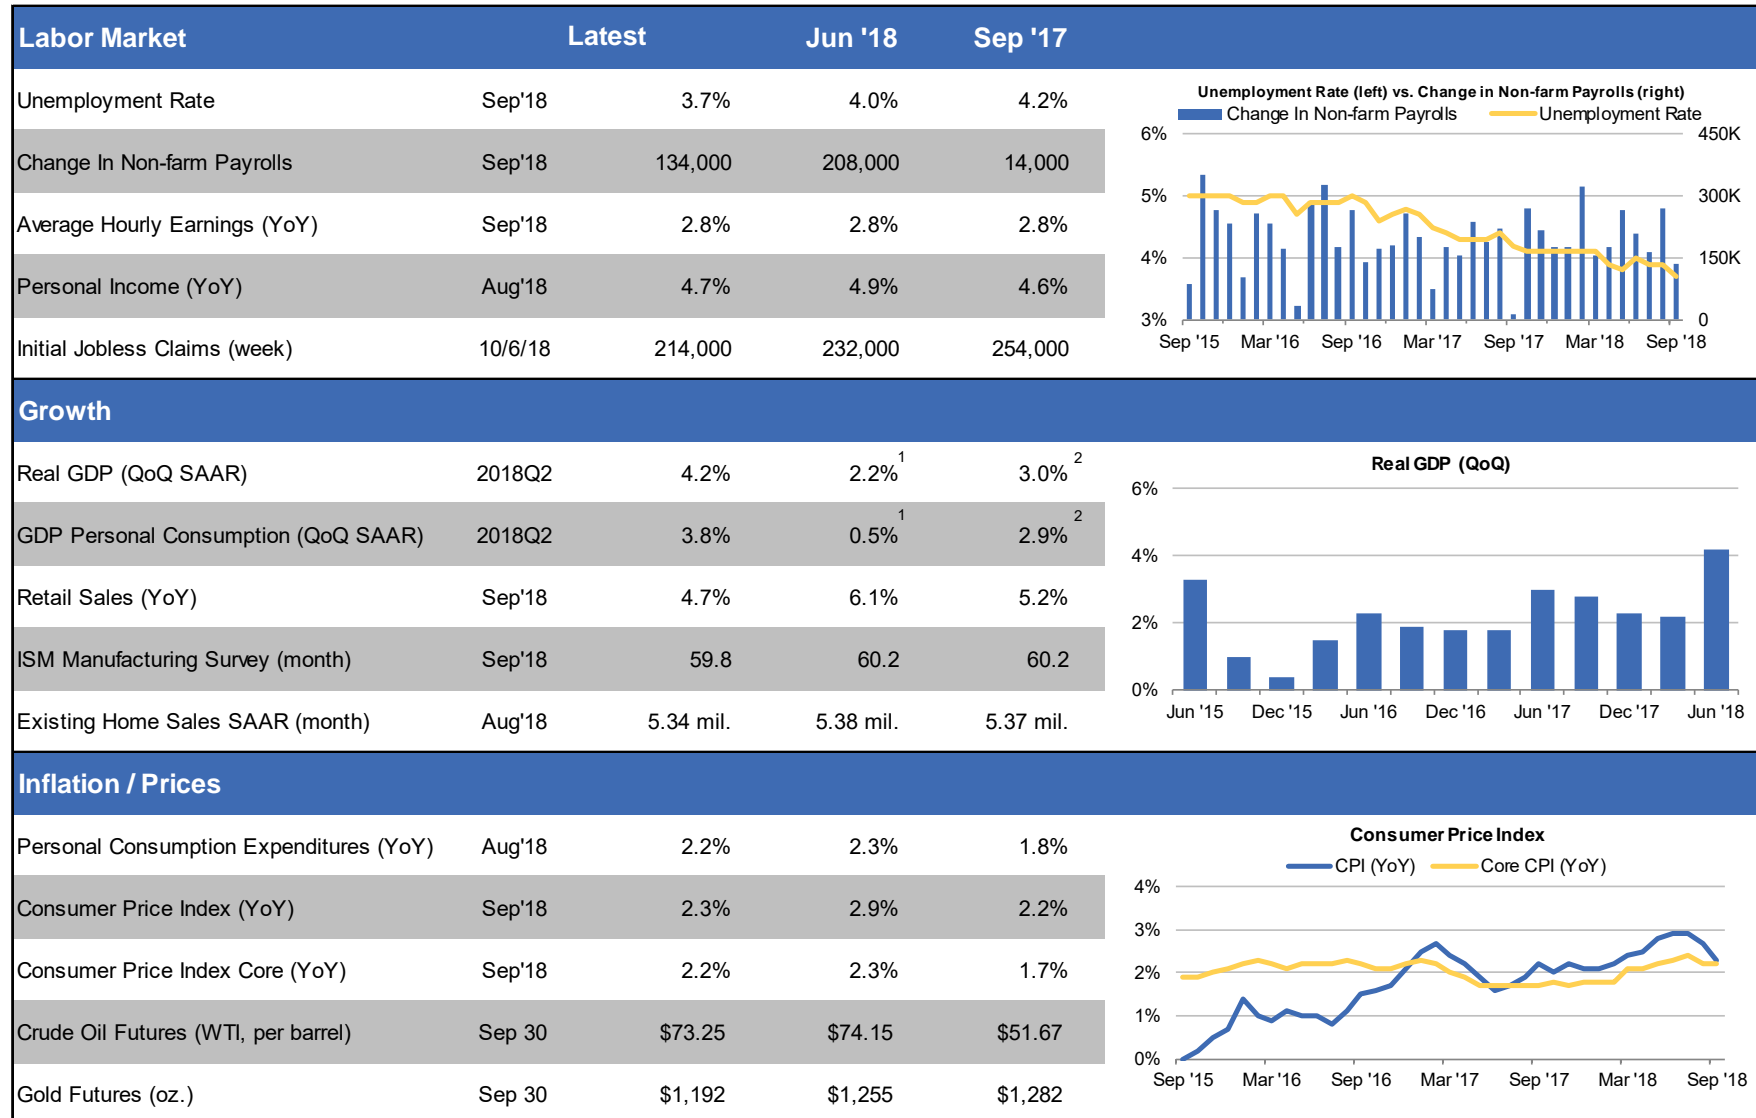 Labor Market Latest Jun '18 Sep '17
Unemployment Rate Sep'18 3.7% 4.0% 4.2%
Change In Non-farm Payrolls Sep'18 134,000 208,000 14,000
Average Hourly Earnings (YoY) Sep'18 2.8% 2.8% 2.8%
Personal Income (YoY) Aug'18 4.7% 4.9% 4.6%
Initial Jobless Claims (week) 10/6/18 214,000 232,000 254,000
Unemployment Rate (left) vs. Change in Non-farm Payrolls (right)
Change In Non-farm Payrolls Unemployment Rate
6% 450K
5% 300K
4% 150K
3% 0
Sep '15 Mar '16 Sep '16 Mar '17 Sep '17 Mar '18 Sep '18
Growth
Real GDP (QoQ SAAR) 2018Q2 4.2% 2.2%1 3.0%2
GDP Personal Consumption (QoQ SAAR) 2018Q2 3.8% 0.5%1 2.9%2
Retail Sales (YoY) Sep'18 4.7% 6.1% 5.2%
ISM Manufacturing Survey (month) Sep'18 59.8 60.2 60.2
Existing Home Sales SAAR (month) Aug'18 5.34 mil. 5.38 mil. 5.37 mil.
Real GDP (QoQ)
6%
4%
2%
0%
Jun '15 Dec '15 Jun '16 Dec '16 Jun '17 Dec '17 Jun '18
Inflation / Prices
Personal Consumption Expenditures (YoY) Aug'18 2.2% 2.3% 1.8%
Consumer Price Index (YoY) Sep'18 2.3% 2.9% 2.2%
Consumer Price Index Core (YoY) Sep'18 2.2% 2.3% 1.7%
Crude Oil Futures (WTI, per barrel) Sep 30 $73.25 $74.15 $51.67
Gold Futures (oz.) Sep 30 $1,192 $1,255 $1,282
Consumer Price Index
CPI (YoY) Core CPI (YoY)
4%
3%
2%
1%
0%
Sep '15 Mar '16 Sep '16 Mar '17 Sep '17 Mar '18 Sep '18